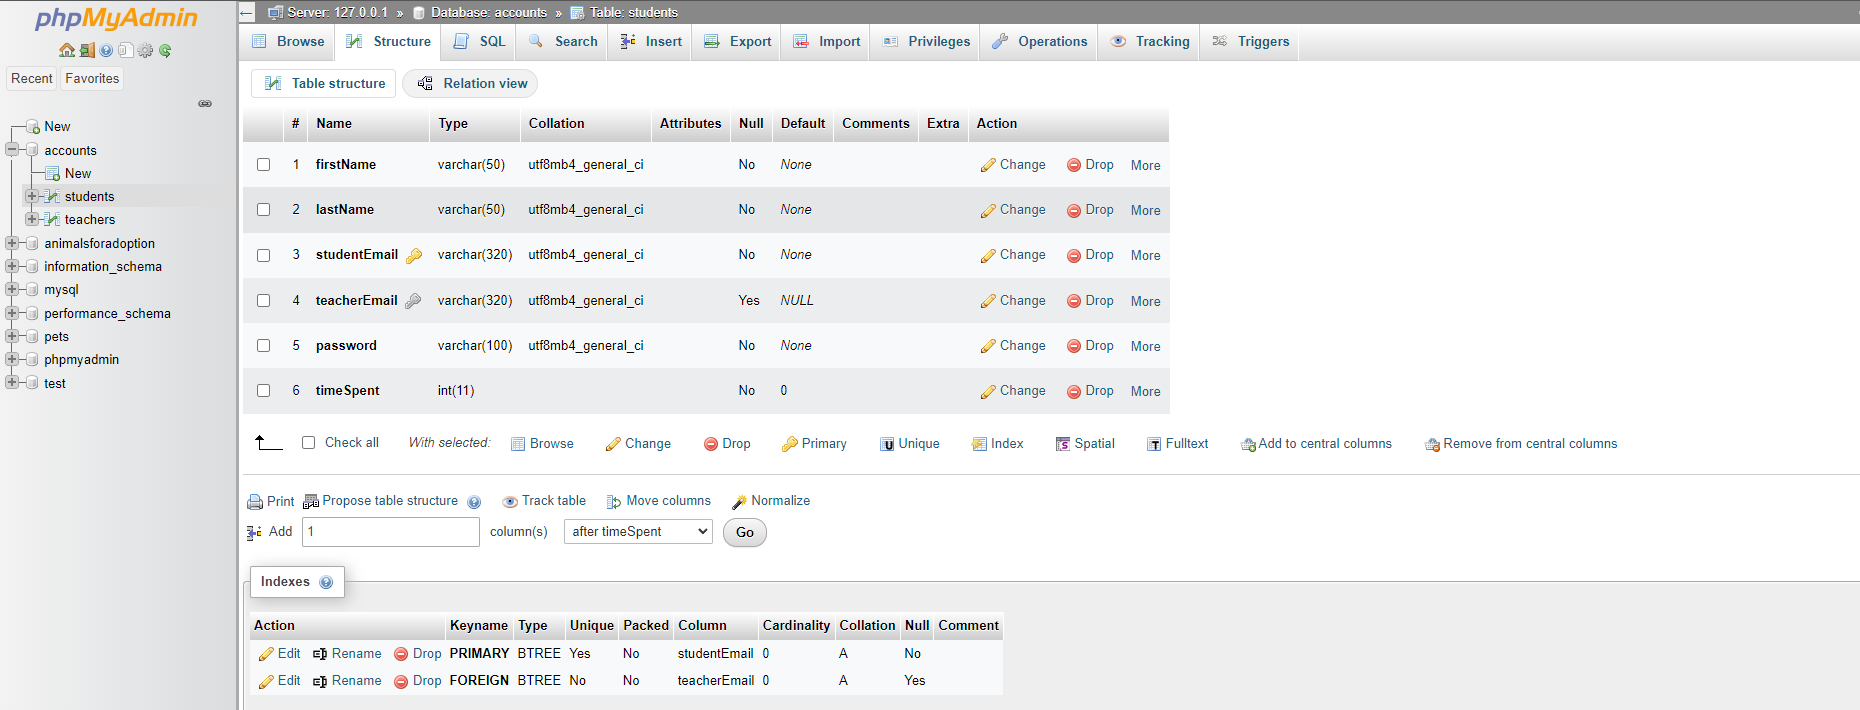 phpMyAdmin
Recent Favorites
New
accounts
New
students
teachers
animalsforadoption
information_schema
mysql
performance_schema
pets
phpmyadmin
test
Server: 127.0.0.1 » Database: accounts » Table: students
Browse Structure SQL Search Insert Export Import Privileges Operations Tracking Triggers
Table structure Relation view
# Name Type Collation Attributes Null Default Comments Extra Action
1 firstName varchar(50) utf8mb4_general_ci No None Change Drop More
2 lastName varchar(50) utf8mb4_general_ci No None Change Drop More
3 studentEmail varchar(320) utf8mb4_general_ci No None Change Drop More
4 teacherEmail varchar(320) utf8mb4_general_ci Yes NULL Change Drop More
5 password varchar(100) utf8mb4_general_ci No None Change Drop More
6 timeSpent int(11) No 0 Change Drop More
Check all With selected: Browse Change Drop Primary Unique Index Spatial Fulltext Add to central columns Remove from central columns
Print Propose table structure Track table Move columns Normalize
Add 1 column(s) after timeSpent Go
Indexes
Action Keyname Type Unique Packed Column Cardinality Collation Null Comment
Edit Rename Drop PRIMARY BTREE Yes No studentEmail 0 A No
Edit Rename Drop FOREIGN BTREE No No teacherEmail 0 A Yes